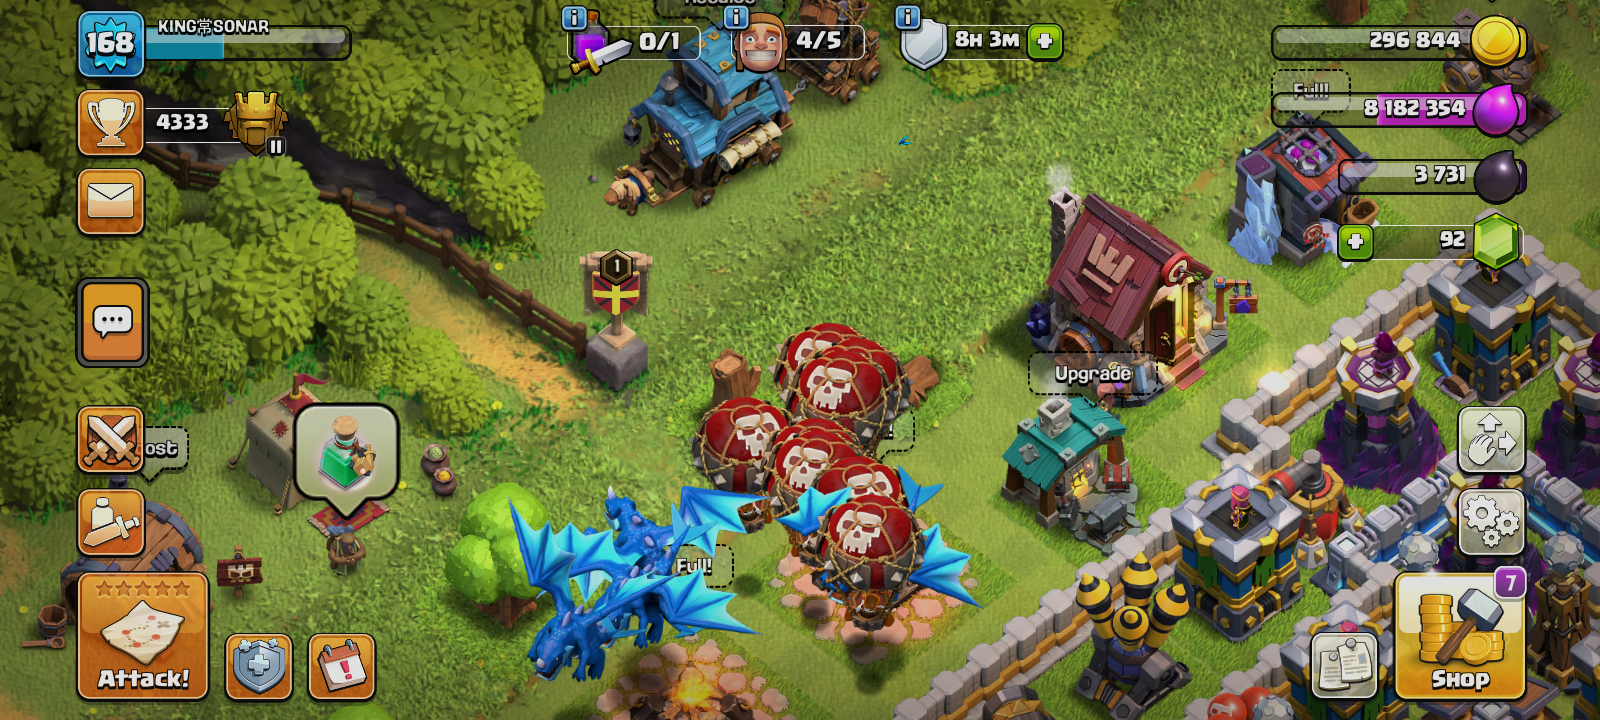 168
KING常SONAR
0/1
4/5
8H 3M
296 844
4333
Full!
8 182 354
3 731
92
1
Upgrade
ost
Full!
Attack!
7
Shop